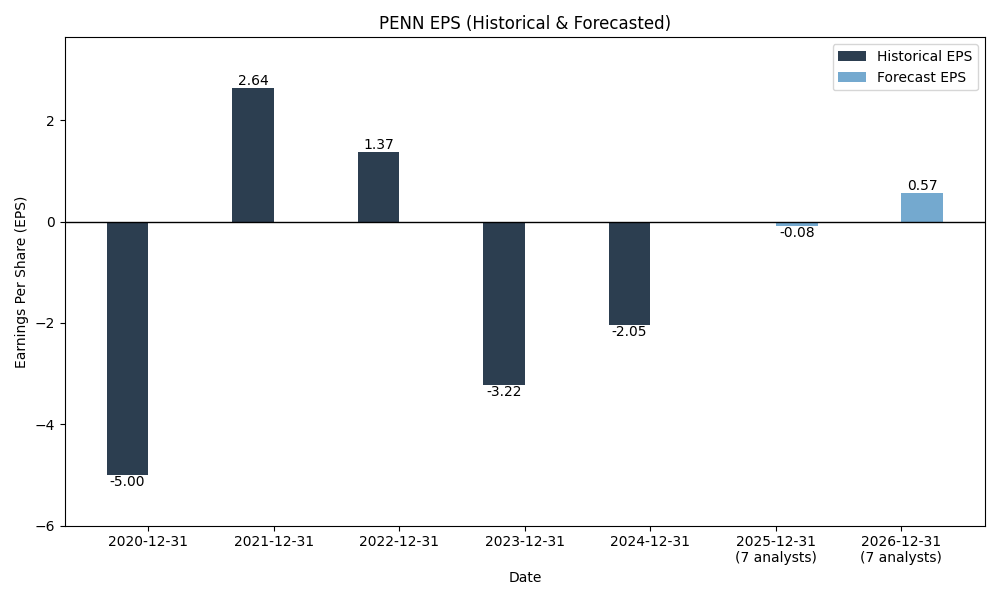 PENN EPS (Historical & Forecasted)
Historical EPS
Forecast EPS
Earnings Per Share (EPS)
2
0
−2
−4
−6
-5.00
2.64
1.37
-3.22
-2.05
-0.08
0.57
2020-12-31
2021-12-31
2022-12-31
2023-12-31
2024-12-31
2025-12-31
(7 analysts)
2026-12-31
(7 analysts)
Date